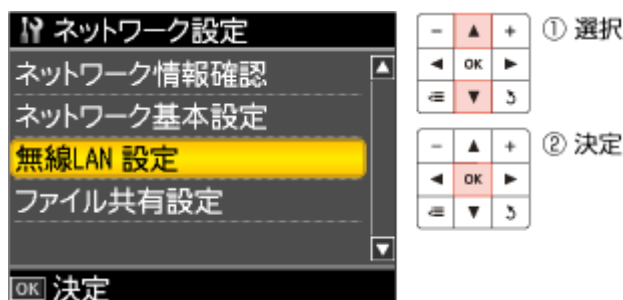 ネットワーク設定
ネットワーク情報確認
ネットワーク基本設定
無線LAN 設定
ファイル共有設定
OK 決定
① 選択
- ▲ +
◄ OK ►
▼
② 決定
- ▲ +
◄ OK ►
▼